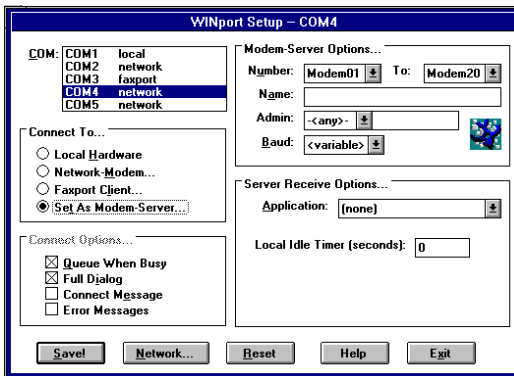 WINport Setup – COM4
COM:
COM1 local
COM2 network
COM3 faxport
COM4 network
COM5 network
Connect To...
Local Hardware
Network-Modem...
Faxport Client...
Set As Modem-Server...
Connect Options...
Queue When Busy
Full Dialog
Connect Message
Error Messages
Modem-Server Options...
Number: Modem01 To: Modem20
Name:
Admin: -<any>-
Baud: <variable>
Server Receive Options...
Application: (none)
Local Idle Timer (seconds): 0
Save! Network... Reset Help Exit